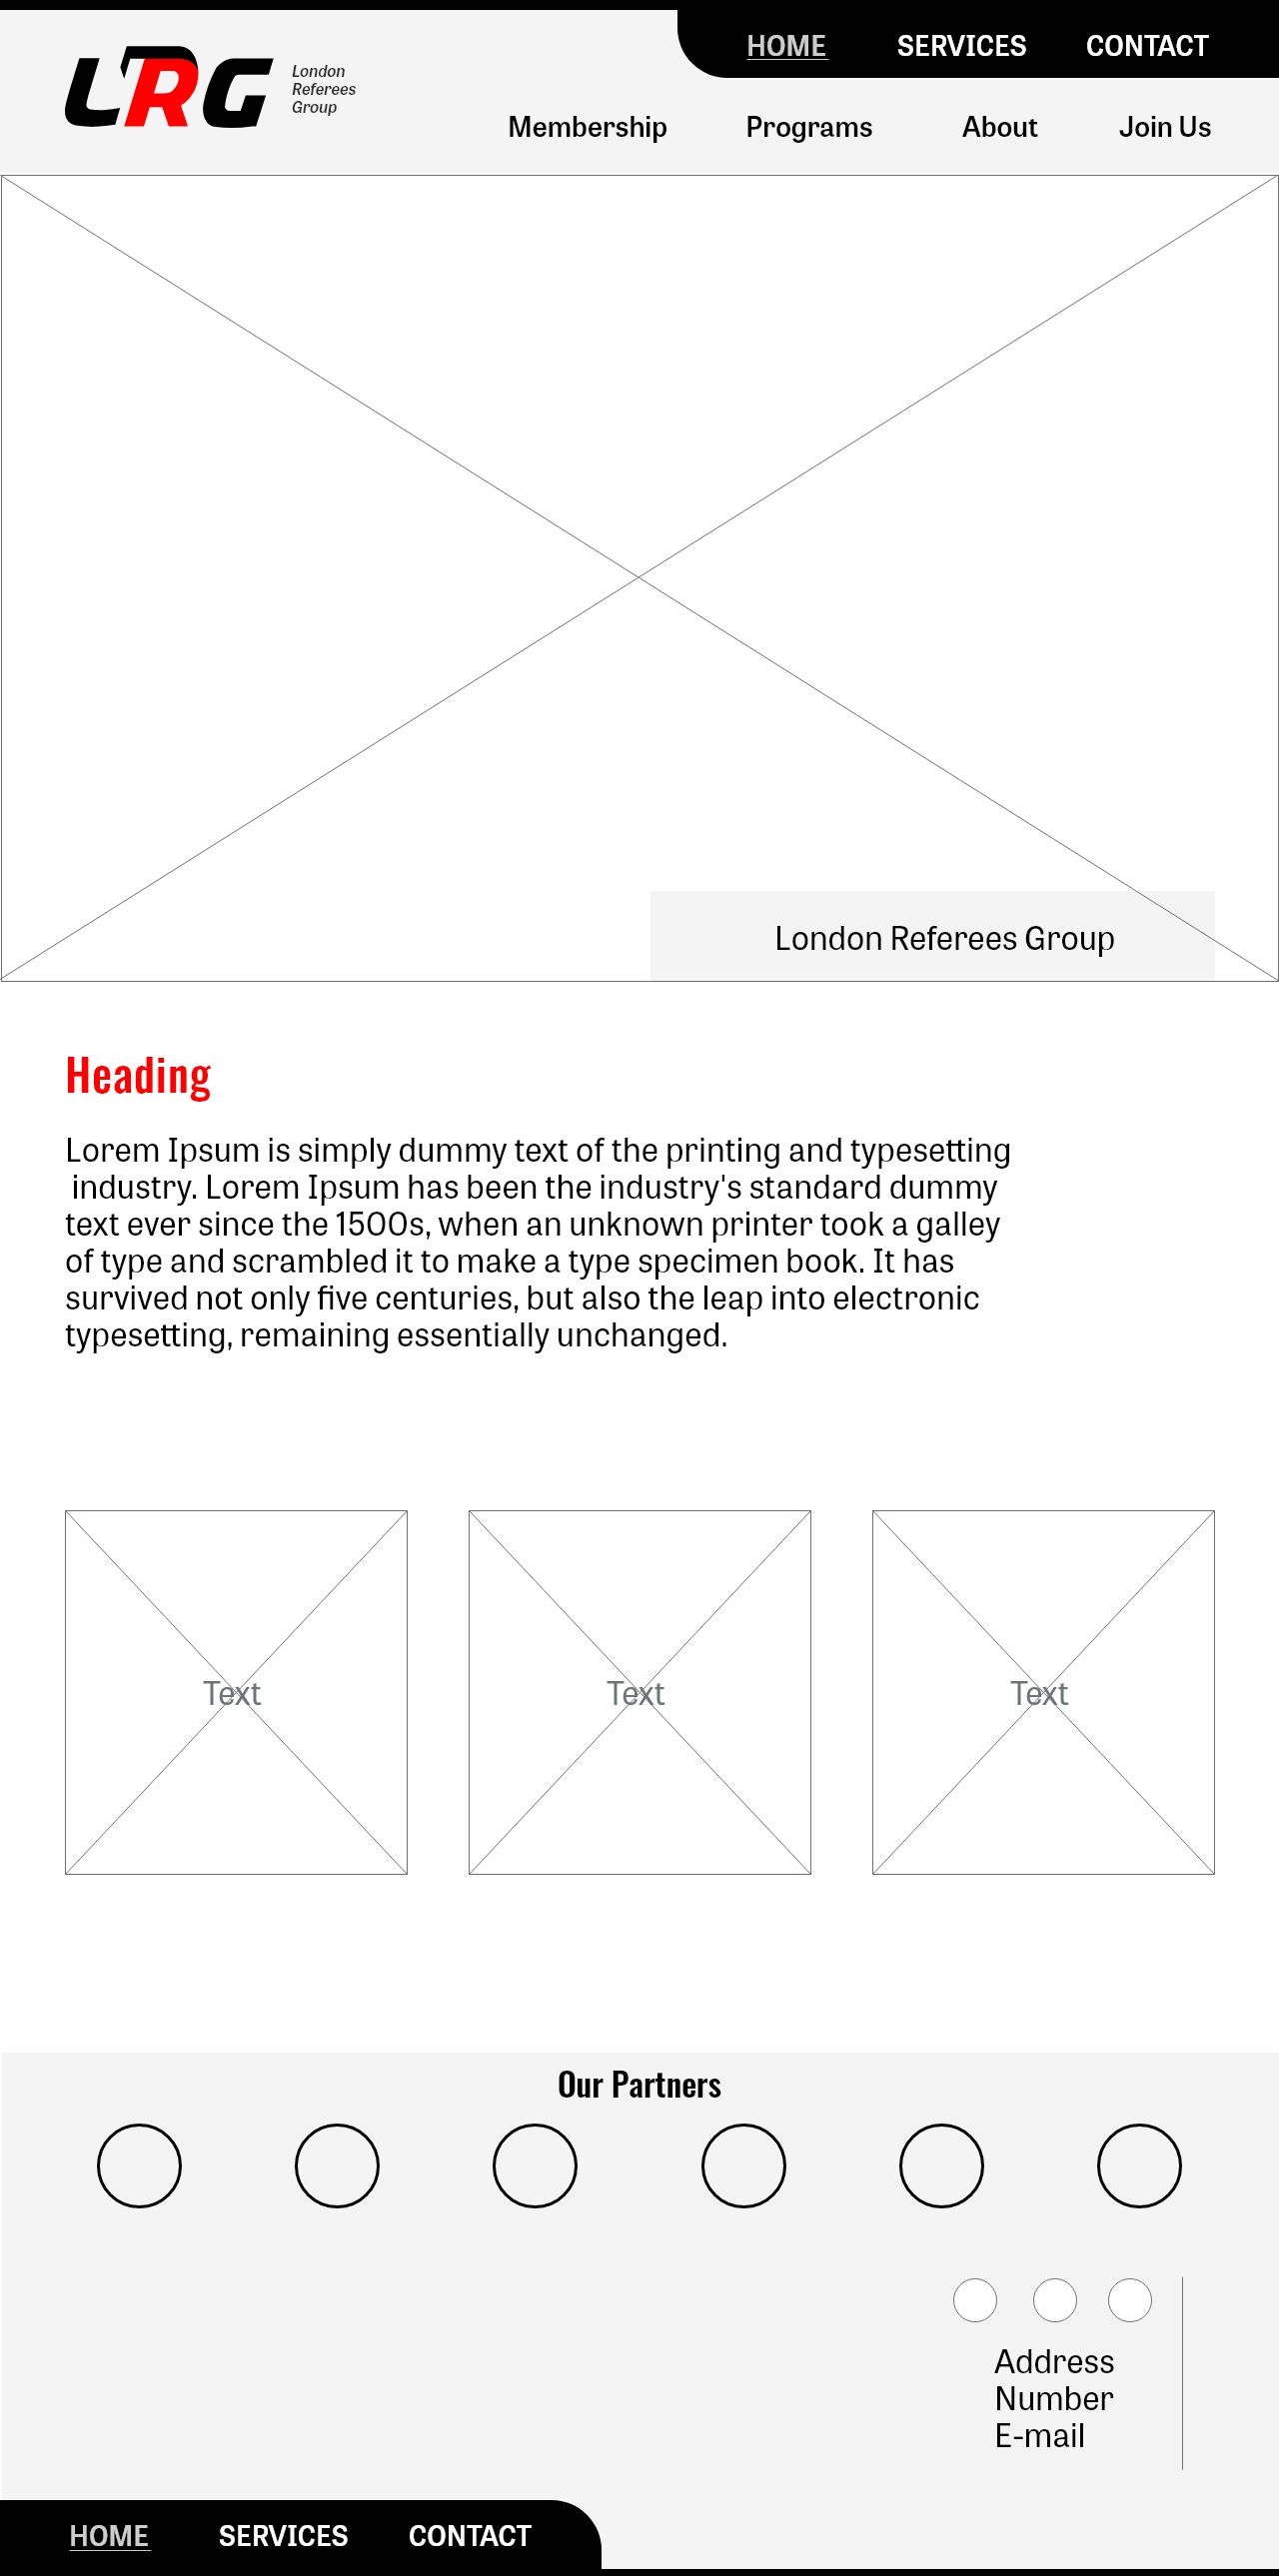 HOME SERVICES CONTACT
LRG
London
Referees
Group
Membership Programs About Join Us
London Referees Group
Heading
Lorem Ipsum is simply dummy text of the printing and typesetting
industry. Lorem Ipsum has been the industry's standard dummy
text ever since the 1500s, when an unknown printer took a galley
of type and scrambled it to make a type specimen book. It has
survived not only five centuries, but also the leap into electronic
typesetting, remaining essentially unchanged.
Text Text Text
Our Partners
Address
Number
E-mail
HOME SERVICES CONTACT